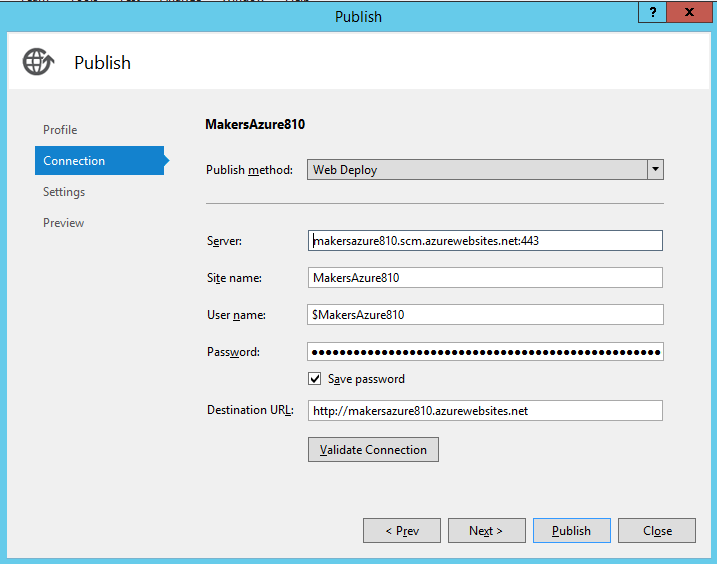 Publish
?
x
Publish
Profile
Connection
Settings
Preview
MakersAzure810
Publish method: Web Deploy
Server: makersazure810.scm.azurewebsites.net:443
Site name: MakersAzure810
User name: $MakersAzure810
Password: ●●●●●●●●●●●●●●●●●●●●●●●●●●●●●●●●●●●●●●●●●●●●●●●●●●
Save password
Destination URL: http://makersazure810.azurewebsites.net
Validate Connection
< Prev
Next >
Publish
Close